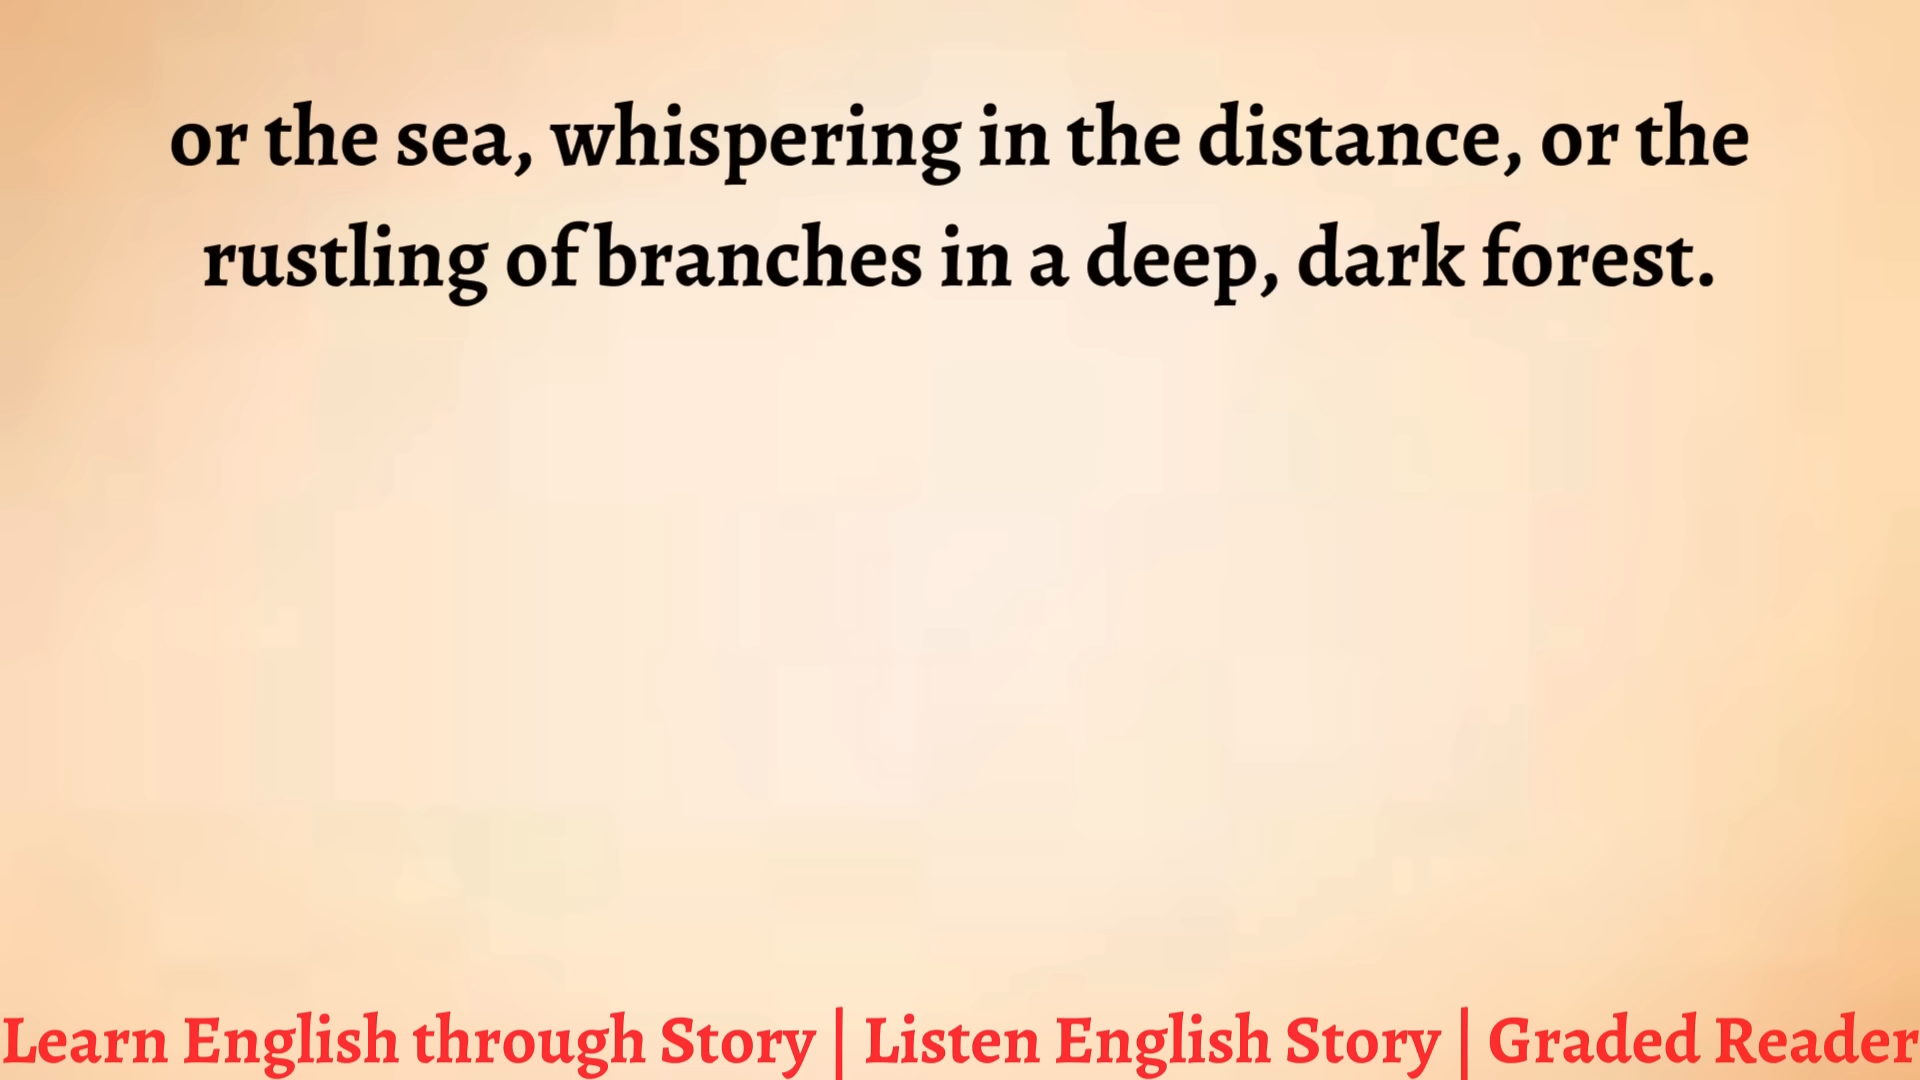 or the sea, whispering in the distance, or the
rustling of branches in a deep, dark forest.
Learn English through Story | Listen English Story | Graded Reader